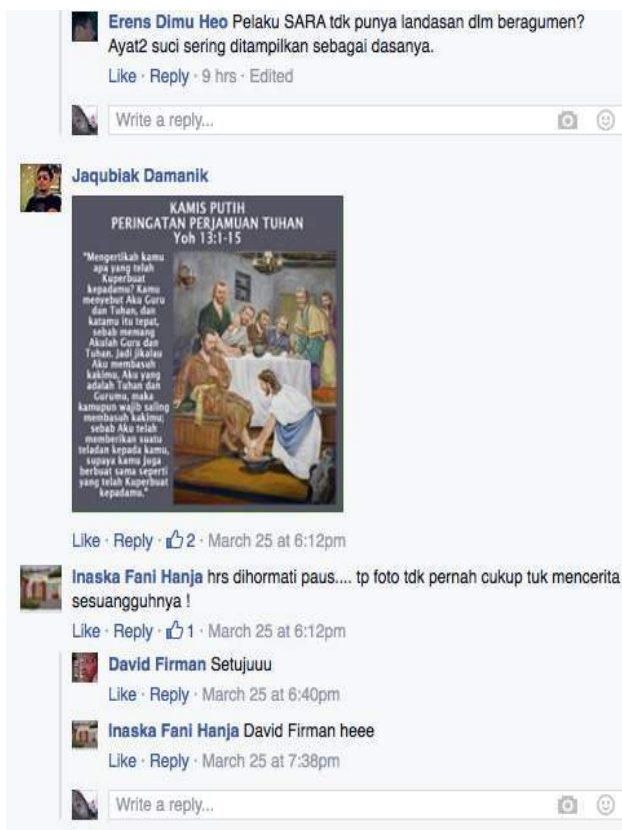 Erens Dimu Heo Pelaku SARA tdk punya landasan dlm beragumen?
Ayat2 suci sering ditampilkan sebagai dasanya.
Like · Reply · 9 hrs · Edited
Write a reply...
Jaqubiak Damanik
KAMIS PUTIH
PERINGATAN PERJAMUAN TUHAN
Yoh 13:1-15
"Mengertikah kamu
apa yang telah
Kuperbuat
kepadamu? Kamu
menyebut Aku Guru
dan Tuhan, dan
katamu itu tepat,
sebab memang
Akulah Guru dan
Tuhan. Jadi jikalau
Aku membasuh
kakimu, Aku yang
adalah Tuhan dan
Gurumu, maka
kamupun wajib saling
membasuh kakimu;
sebab Aku telah
memberikan suatu
teladan kepada kamu,
supaya kamu juga
berbuat sama seperti
yang telah Kuperbuat
kepadamu."
Like · Reply · 2 · March 25 at 6:12pm
Inaska Fani Hanja hrs dihormati paus.... tp foto tdk pernah cukup tuk mencerita
sesuangguhnya !
Like · Reply · 1 · March 25 at 6:12pm
David Firman Setujuuu
Like · Reply · March 25 at 6:40pm
Inaska Fani Hanja David Firman heee
Like · Reply · March 25 at 7:38pm
Write a reply...